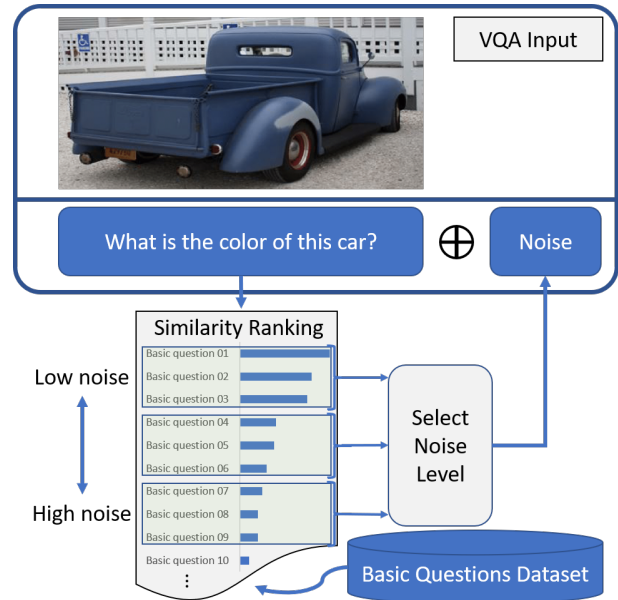 VQA Input
What is the color of this car?
Noise
Similarity Ranking
Basic question 01
Basic question 02
Basic question 03
Basic question 04
Basic question 05
Basic question 06
Basic question 07
Basic question 08
Basic question 09
Basic question 10
Low noise
High noise
Select
Noise
Level
Basic Questions Dataset